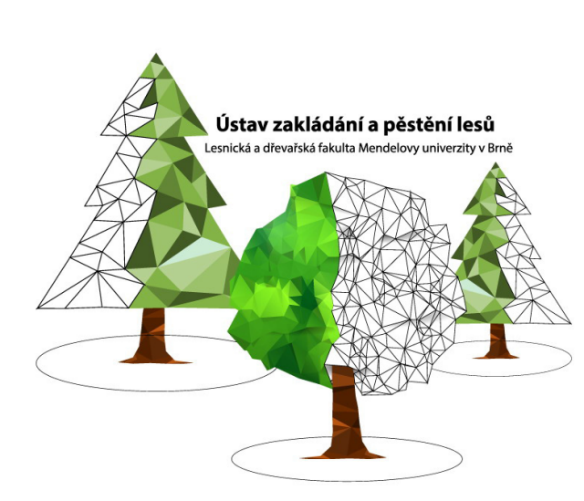 Ústav zakládání a pěstění lesů
Lesnická a dřevařská fakulta Mendelovy univerzity v Brně